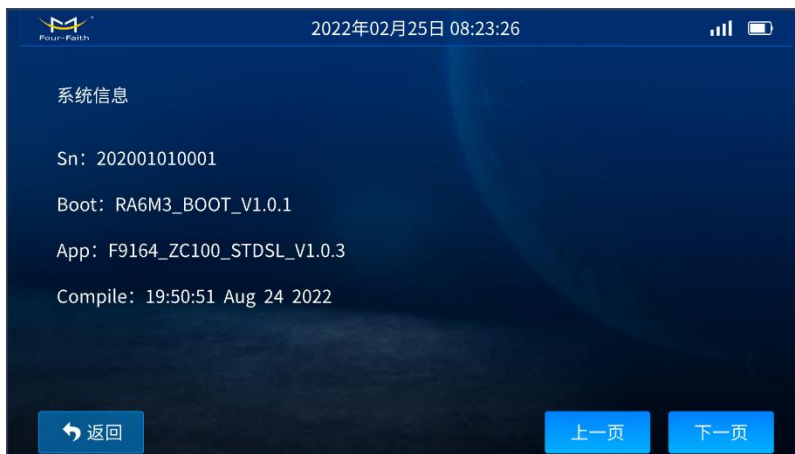 Four-Faith
2022年02月25日 08:23:26
系统信息
Sn：202001010001
Boot：RA6M3_BOOT_V1.0.1
App：F9164_ZC100_STDSL_V1.0.3
Compile：19:50:51 Aug 24 2022
返回
上一页
下一页